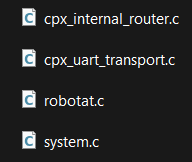 cpx_internal_router.c
cpx_uart_transport.c
robotat.c
system.c